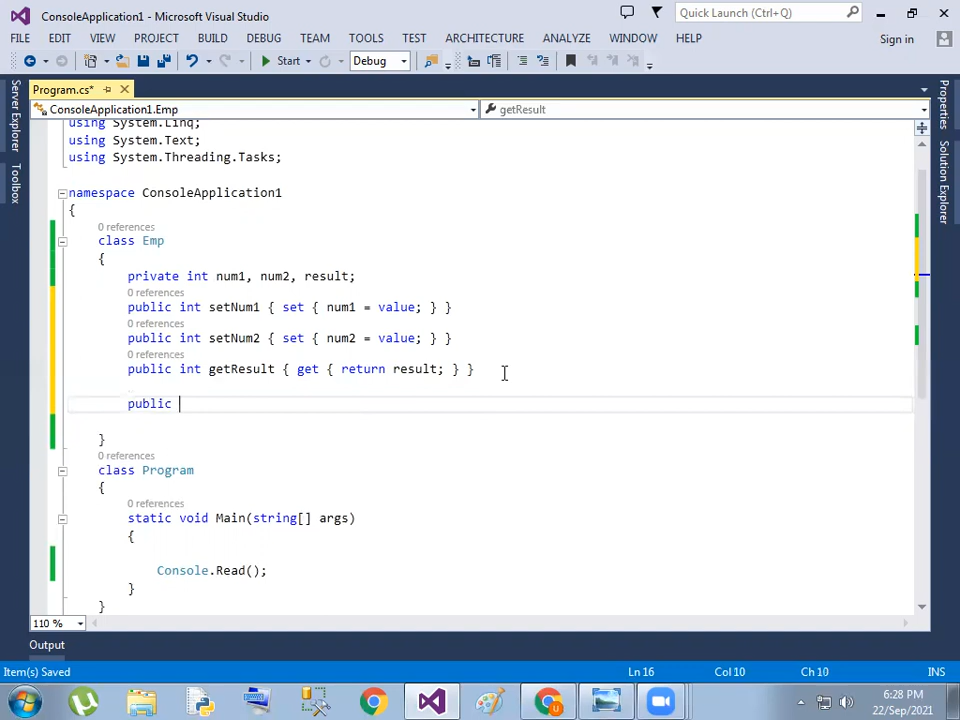 ConsoleApplication1 - Microsoft Visual Studio
Quick Launch (Ctrl+Q)
FILE EDIT VIEW PROJECT BUILD DEBUG TEAM TOOLS TEST ARCHITECTURE ANALYZE WINDOW HELP
Sign in
Start Debug
Program.cs*
ConsoleApplication1.Emp getResult
Server Explorer
Toolbox
Properties
Solution Explorer
using System.Linq;
using System.Text;
using System.Threading.Tasks;
namespace ConsoleApplication1
{
0 references
class Emp
{
private int num1, num2, result;
0 references
public int setNum1 { set { num1 = value; } }
0 references
public int setNum2 { set { num2 = value; } }
0 references
public int getResult { get { return result; } }
public
}
0 references
class Program
{
0 references
static void Main(string[] args)
{
Console.Read();
}
}
110 %
Output
Item(s) Saved Ln 16 Col 10 Ch 10 INS
6:28 PM
22/Sep/2021